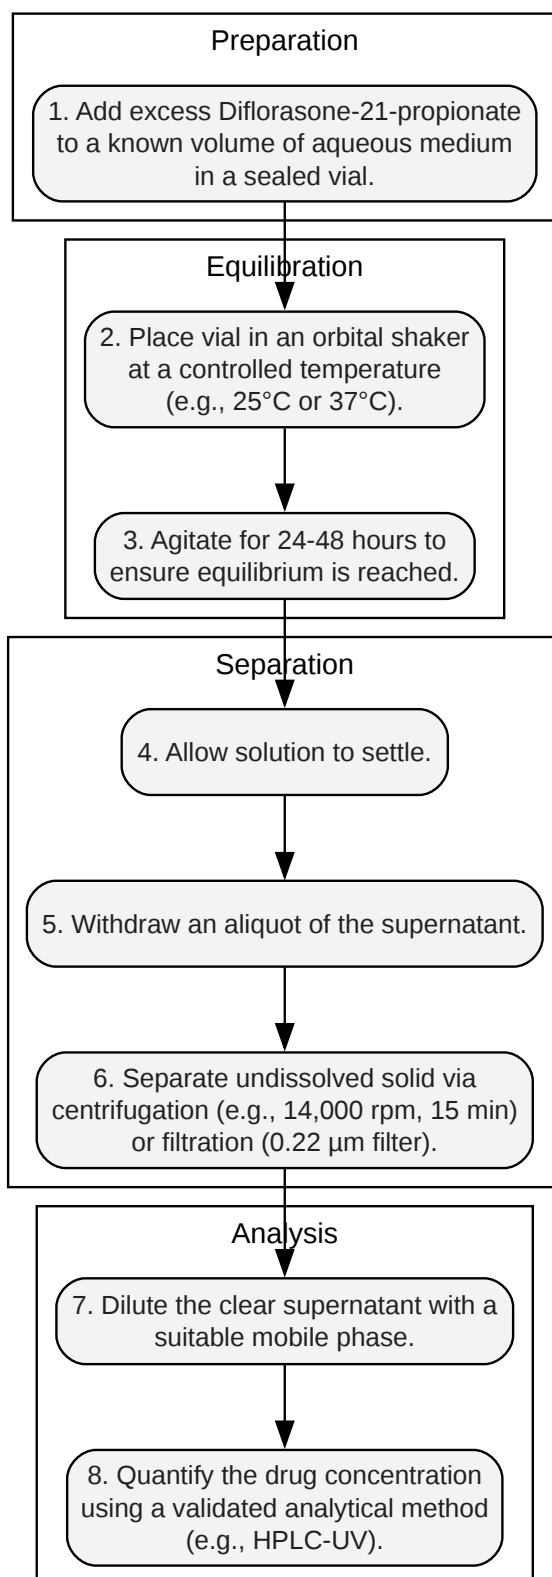 Preparation
1. Add excess Diflorasone-21-propionate
to a known volume of aqueous medium
in a sealed vial.
Equilibration
2. Place vial in an orbital shaker
at a controlled temperature
(e.g., 25°C or 37°C).
3. Agitate for 24-48 hours to
ensure equilibrium is reached.
Separation
4. Allow solution to settle.
5. Withdraw an aliquot of the supernatant.
6. Separate undissolved solid via
centrifugation (e.g., 14,000 rpm, 15 min)
or filtration (0.22 µm filter).
Analysis
7. Dilute the clear supernatant with a
suitable mobile phase.
8. Quantify the drug concentration
using a validated analytical method
(e.g., HPLC-UV).